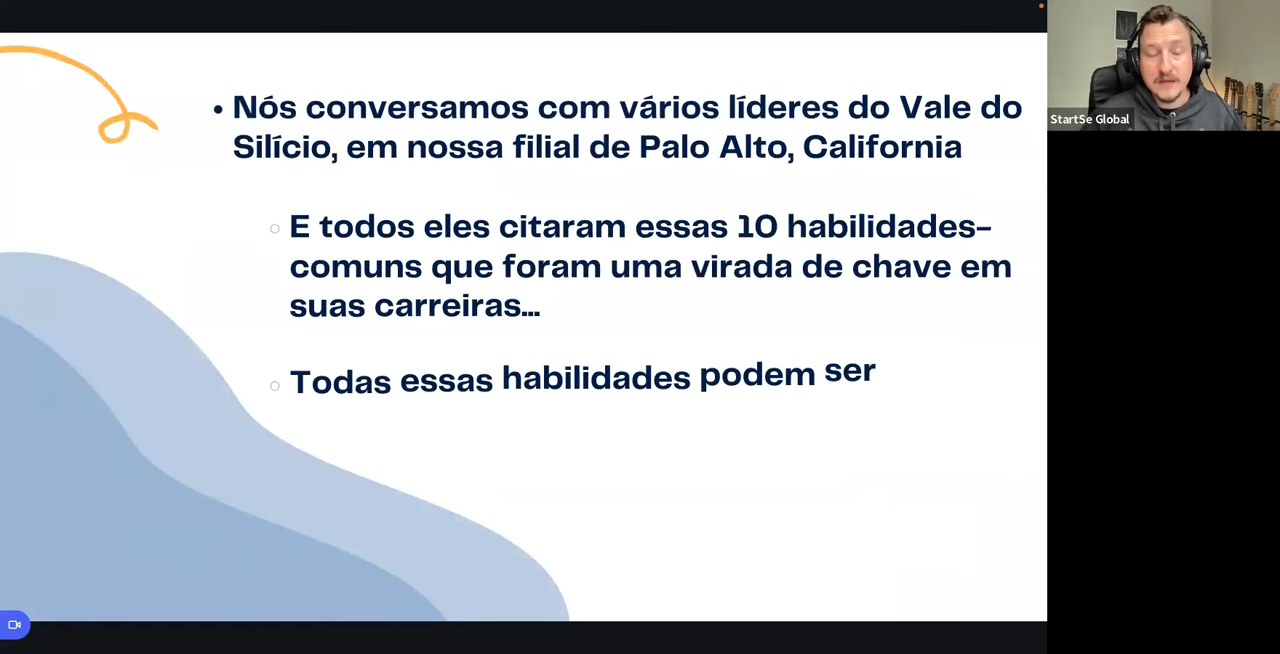 • Nós conversamos com vários líderes do Vale do
Silício, em nossa filial de Palo Alto, California
○ E todos eles citaram essas 10 habilidades-
comuns que foram uma virada de chave em
suas carreiras...
○ Todas essas habilidades podem ser
StartSe Global